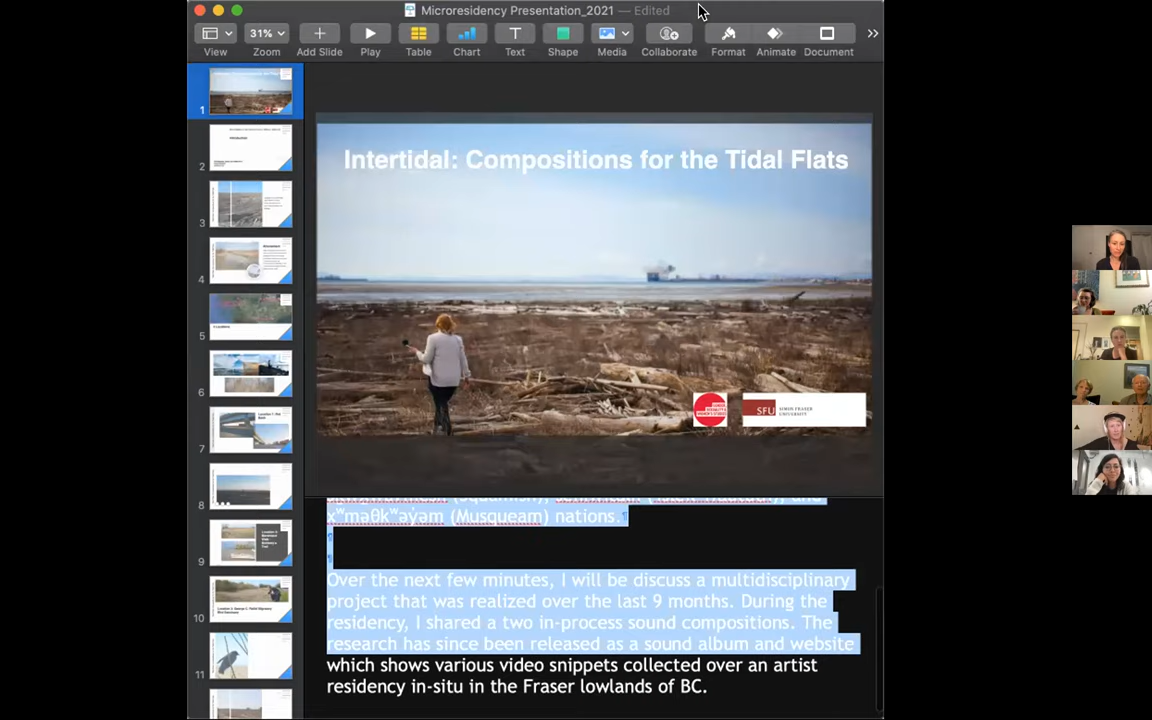 Microresidency Presentation_2021 — Edited
31%
View Zoom Add Slide Play Table Chart Text Shape Media Collaborate Format Animate Document
1
2
3
4
5
6
7
8
9
10
11
Intertidal: Compositions for the Tidal Flats
SFU SIMON FRASER
UNIVERSITY
xʷməθkʷəy̓əm (Musqueam) nations.
Over the next few minutes, I will be discuss a multidisciplinary
project that was realized over the last 9 months. During the
residency, I shared a two in-process sound compositions. The
research has since been released as a sound album and website
which shows various video snippets collected over an artist
residency in-situ in the Fraser lowlands of BC.